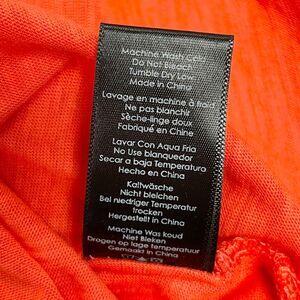 Machine Wash Cold
Do Not Bleach
Tumble Dry Low
Made in China
Lavage en machine à froid
Ne pas blanchir
Sèche-linge doux
Fabriqué en Chine
Lavar Con Aqua Frio
No Use Blanquedor
Secar a baja Temperaturo
Hecho en China
Kaltwäsche
Nicht bleichen
Bel niedriger Temperatur
Trocken
Hergestellt in China
Machine Was koud
Niet Bleken
Drogen op lage temperatuur
Gemaakt in China